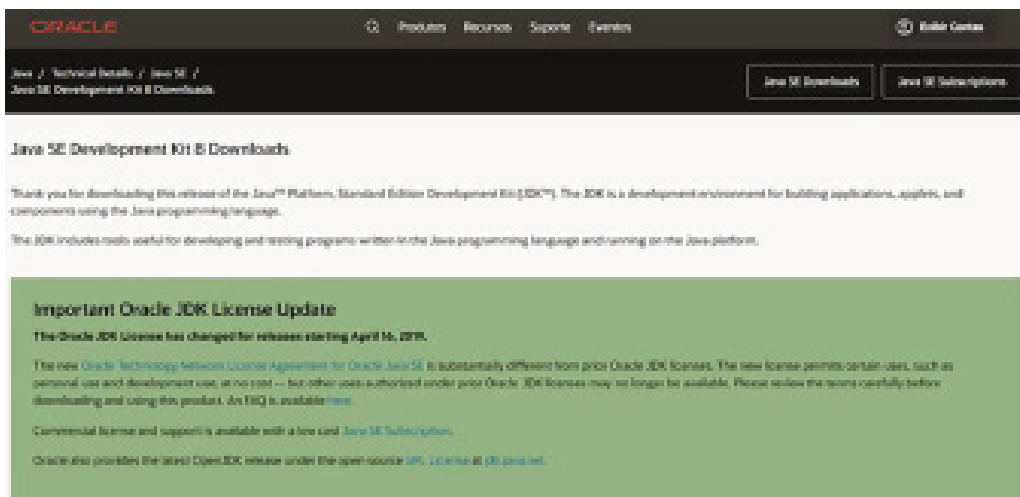 ORACLE
Produtos Recursos Suporte Eventos
Exibir Contas
Java / Technical Details / Java SE /
Java SE Development Kit 8 Downloads
Java SE Downloads
Java SE Subscriptions
Java SE Development Kit 8 Downloads
Thank you for downloading this release of the Java™ Platform, Standard Edition Development Kit (JDK™). The JDK is a development environment for building applications, applets, and
components using the Java programming language.
The JDK includes tools useful for developing and testing programs written in the Java programming language and running on the Java platform.
Important Oracle JDK License Update
The Oracle JDK License has changed for releases starting April 16, 2019.
The new Oracle Technology Network License Agreement for Oracle Java SE is substantially different from prior Oracle JDK licenses. The new license permits certain uses, such as
personal use and development use, at no cost -- but other uses authorized under prior Oracle JDK licenses may no longer be available. Please review the terms carefully before
downloading and using this product. An FAQ is available here.
Commercial license and support is available with a low cost Java SE Subscription.
Oracle also provides the latest OpenJDK release under the open source GPL License at jdk.java.net.